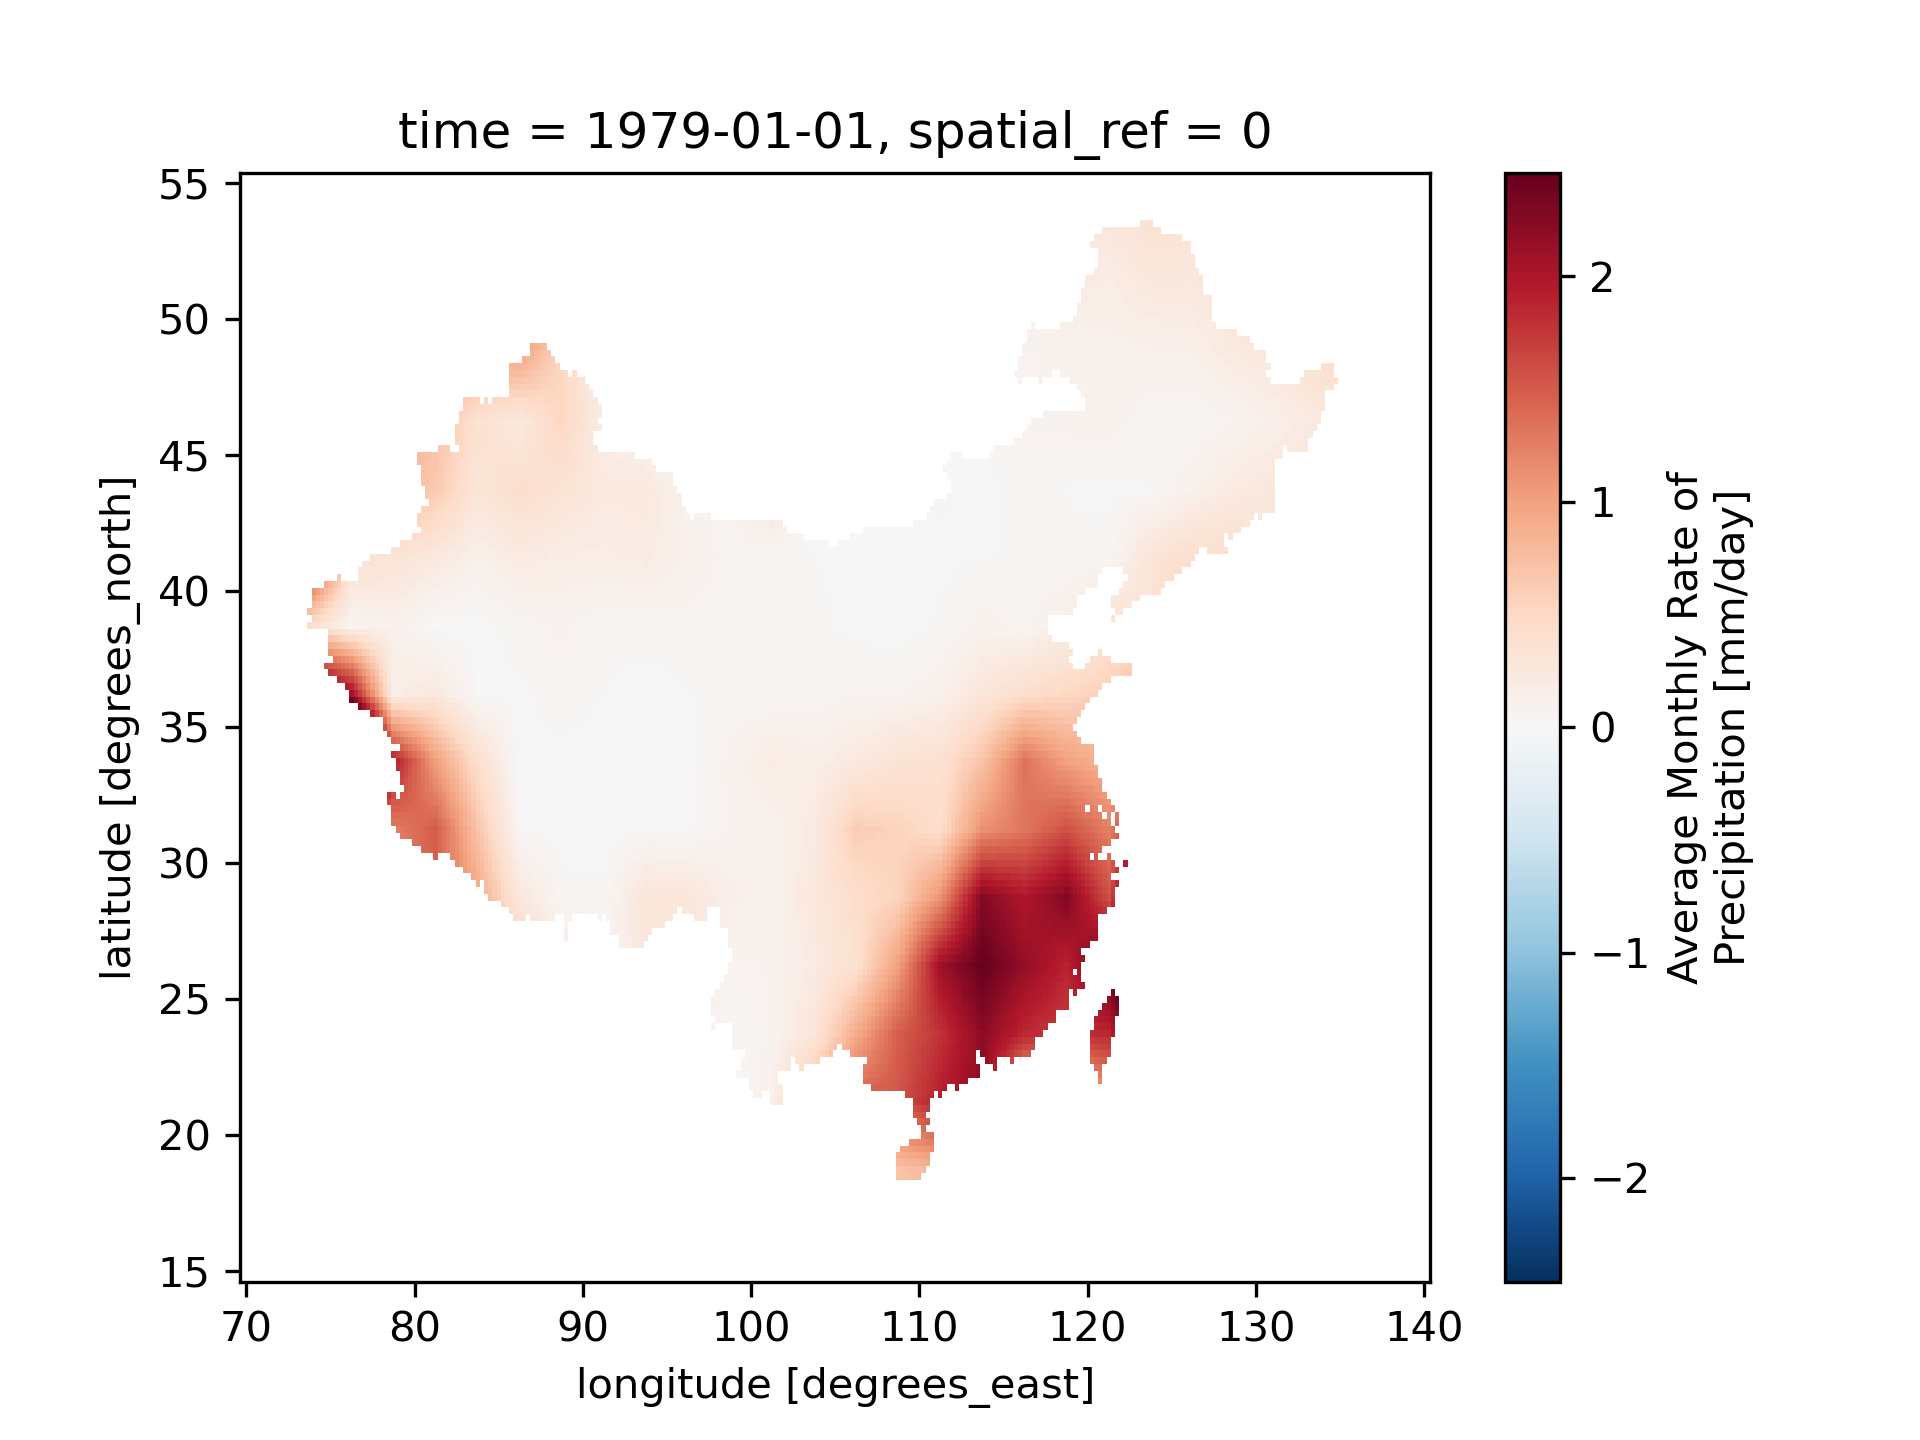 time = 1979-01-01, spatial_ref = 0
55
50
45
40
35
30
25
20
15
latitude [degrees_north]
70 80 90 100 110 120 130 140
longitude [degrees_east]
2
1
0
−1
−2
Average Monthly Rate of
Precipitation [mm/day]